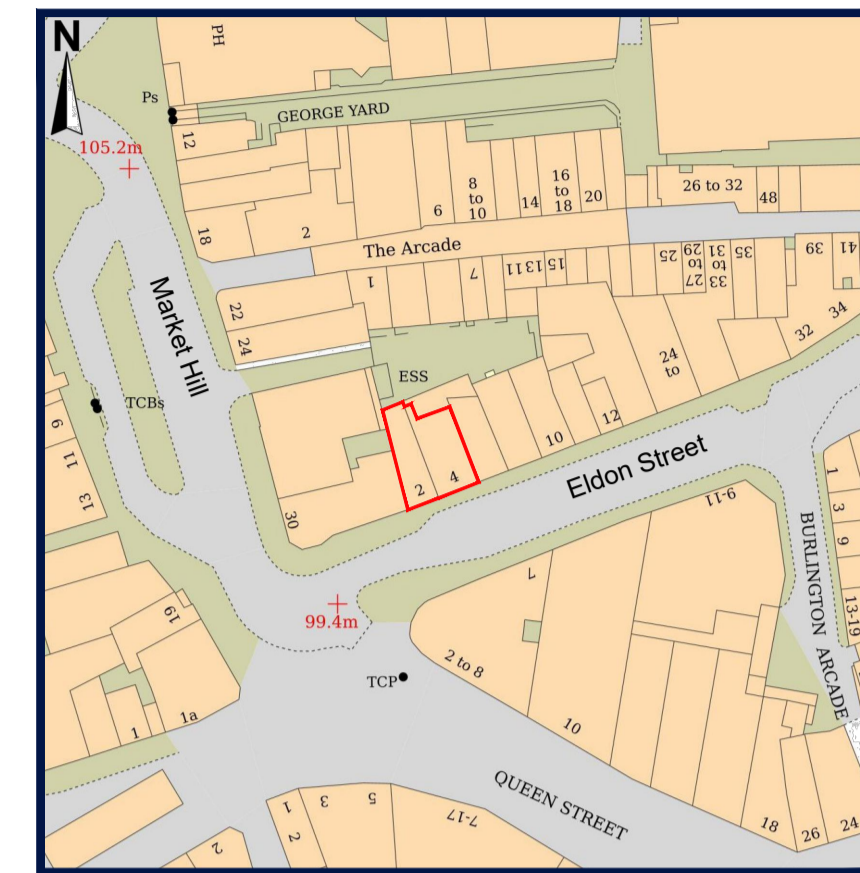 N
PH
Ps
GEORGE YARD
12
105.2m
8
to
10
16
to
18
6
14
20
26 to 32
48
18
2
The Arcade
1
7
11
13
15
25
27
to
29
33
to
31
35
39
41
22
24
Market Hill
34
32
24
to
ESS
TCBs
9
11
13
2
4
10
12
Eldon Street
30
9-11
1
3
9
13-19
BURLINGTON ARCADE
7
99.4m
19
2 to 8
TCP
1a
1
10
QUEEN STREET
1
3
5
2
2
7-17
18
26
24